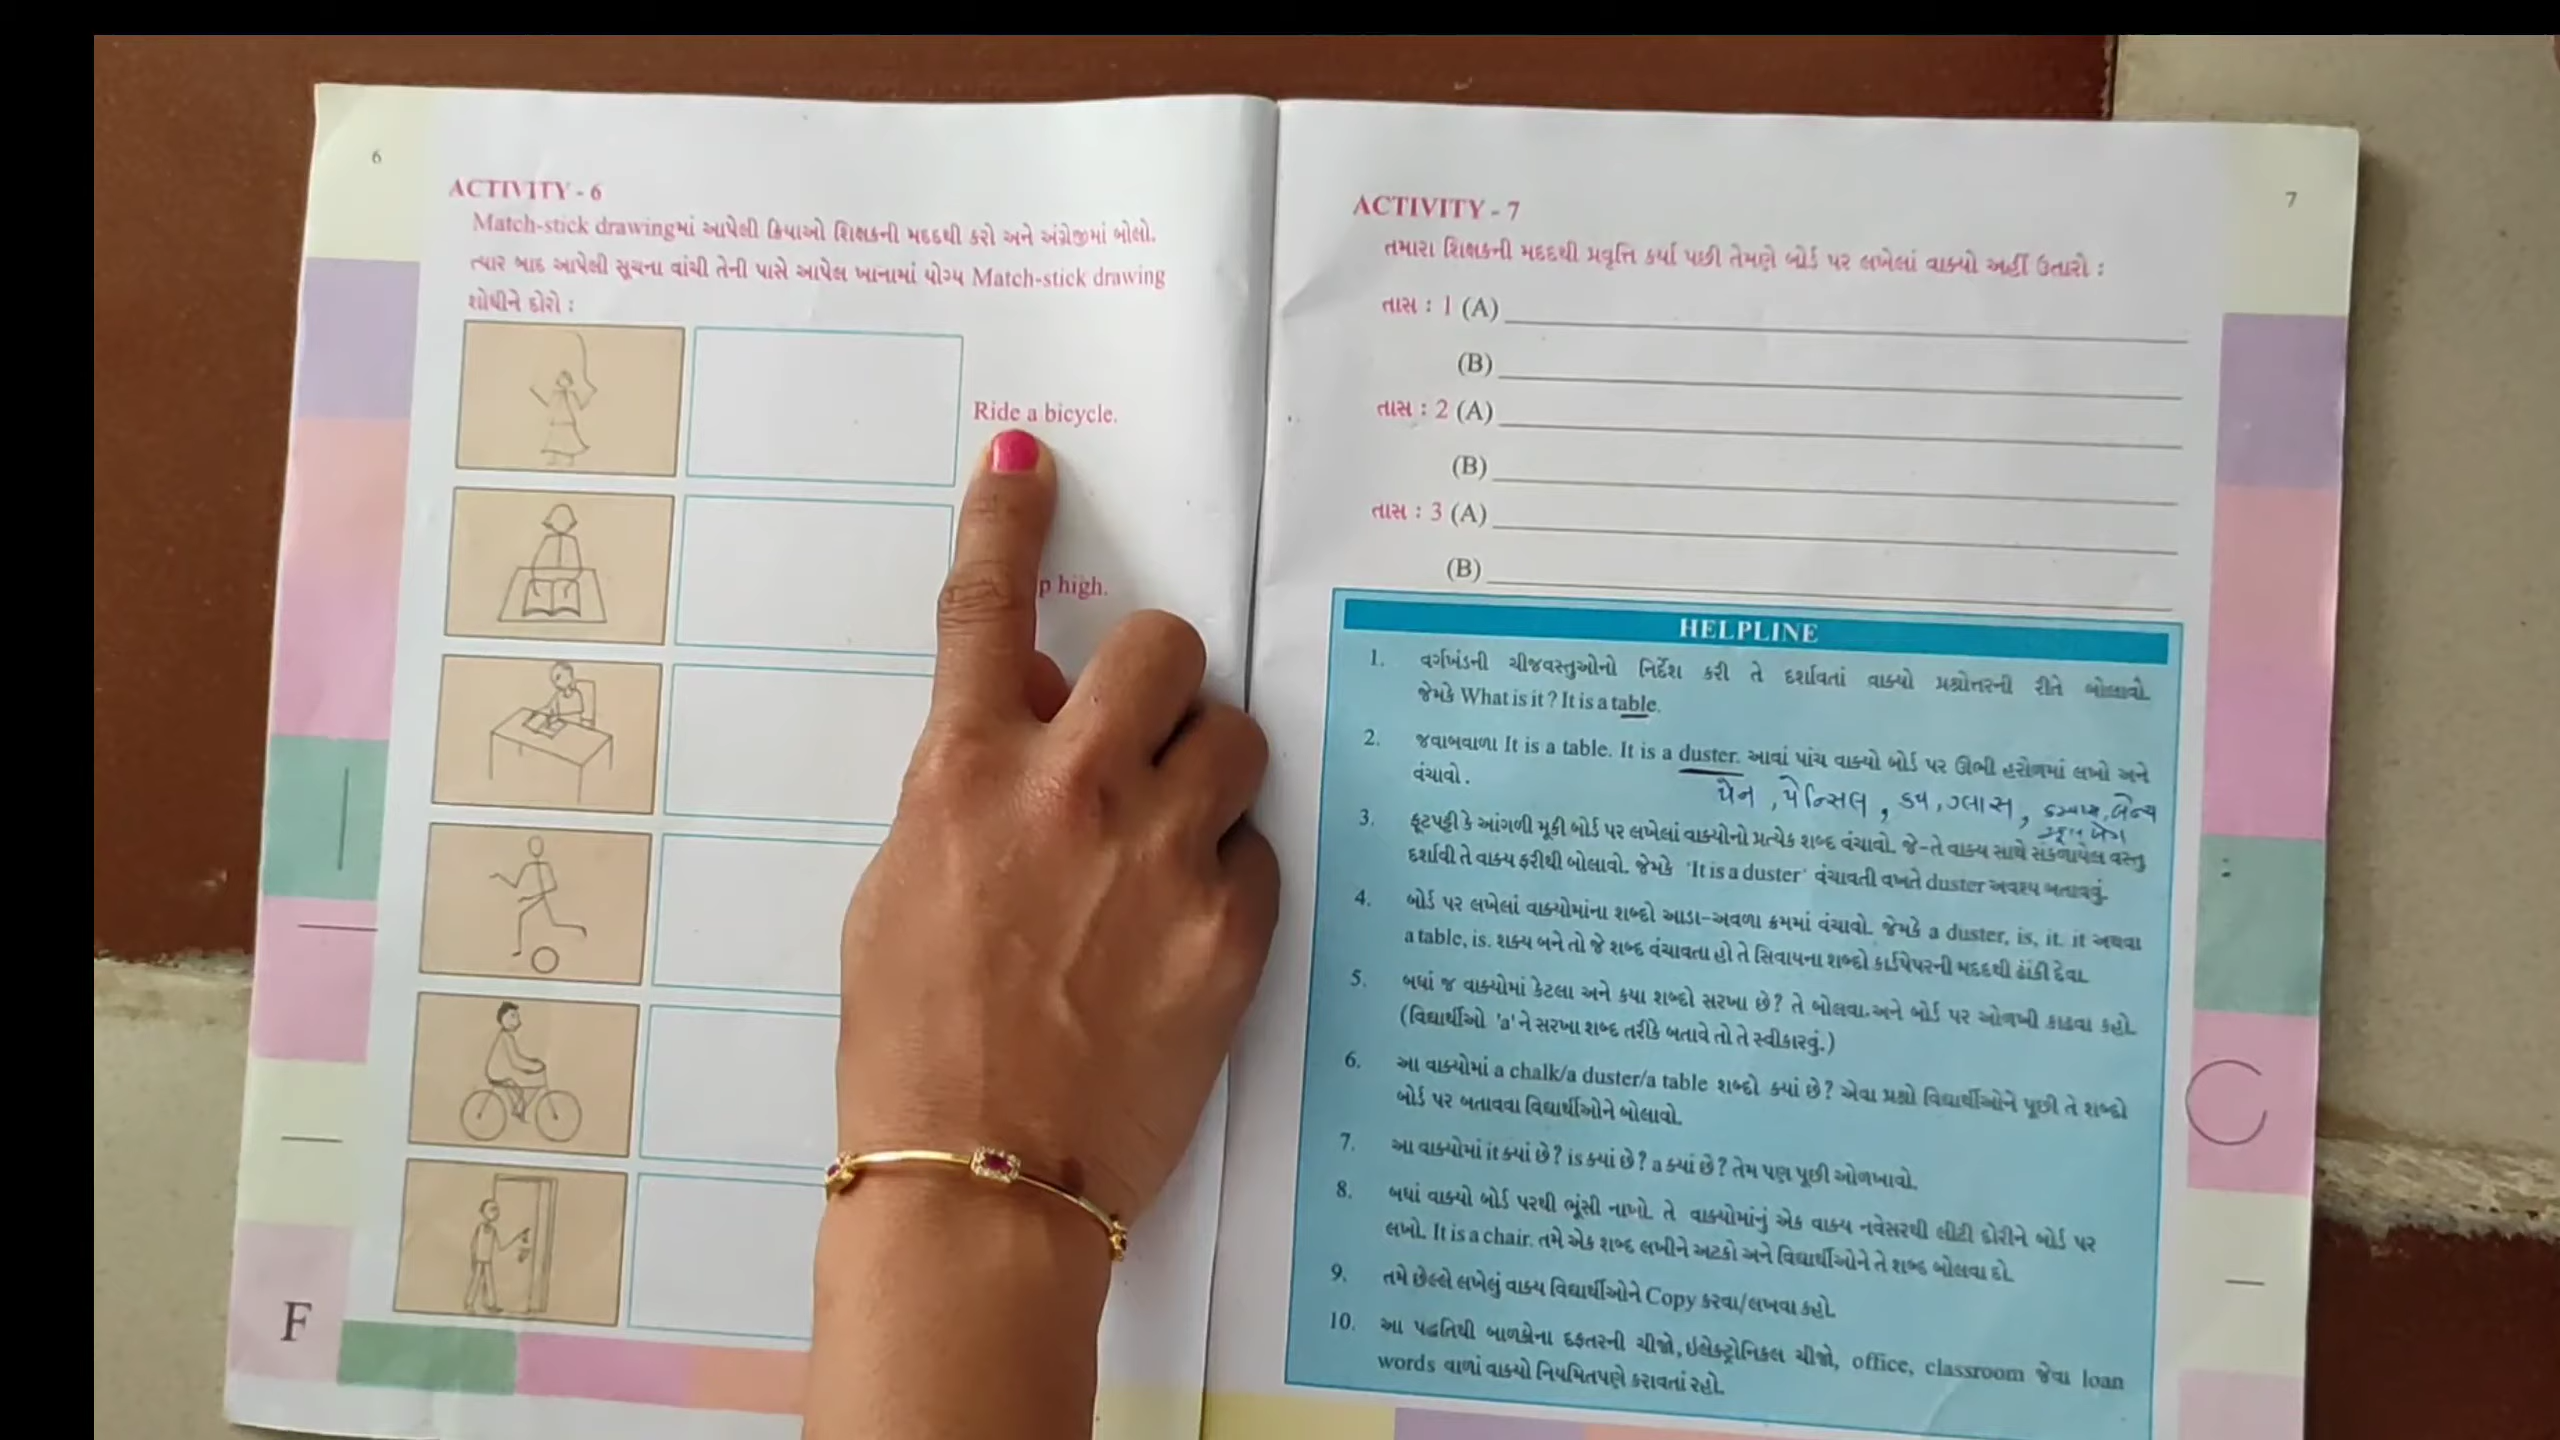 6
ACTIVITY - 6
Match-stick drawingમાં આપેલી ક્રિયાઓ શિક્ષકની મદદથી કરો અને અંગ્રેજીમાં બોલો.
ત્યાર બાદ આપેલી સૂચના વાંચી તેની પાસે આપેલ ખાનામાં યોગ્ય Match-stick drawing
શોધીને દોરો :
Ride a bicycle.
p high.
F
7
ACTIVITY - 7
તમારા શિક્ષકની મદદથી પ્રવૃત્તિ કર્યા પછી તેમણે બોર્ડ પર લખેલાં વાક્યો અહીં ઉતારો :
તાસ : 1 (A)
(B)
તાસ : 2 (A)
(B)
તાસ : 3 (A)
(B)
HELPLINE
1. વર્ગખંડની ચીજવસ્તુઓનો નિર્દેશ કરી તે દર્શાવતાં વાક્યો પ્રશ્નોત્તરની રીતે બોલાવો.
જેમકે What is it ? It is a table.
2. જવાબવાળા It is a table. It is a duster. આવાં પાંચ વાક્યો બોર્ડ પર ઊભી હરોળમાં લખો અને
વંચાવો.
પેન, પેન્સિલ, કપ, ગ્લાસ, બેન્ચ
3. ફૂટપટ્ટી કે આંગળી મૂકી બોર્ડ પર લખેલાં વાક્યોનો પ્રત્યેક શબ્દ વંચાવો. જે-તે વાક્ય સાથે સંકળાયેલ વસ્તુ
દર્શાવી તે વાક્ય ફરીથી બોલાવો. જેમકે 'It is a duster' વંચાવતી વખતે duster અવશ્ય બતાવવું.
4. બોર્ડ પર લખેલાં વાક્યોમાંના શબ્દો આડા-અવળા ક્રમમાં વંચાવો. જેમકે a duster, is, it. it અથવા
a table, is. શક્ય બને તો જે શબ્દ વંચાવતા હો તે સિવાયના શબ્દો કાર્ડપેપરની મદદથી ઢાંકી દેવા.
5. બધાં જ વાક્યોમાં કેટલા અને કયા શબ્દો સરખા છે? તે બોલવા અને બોર્ડ પર ઓળખી કાઢવા કહો.
(વિદ્યાર્થીઓ 'a' ને સરખા શબ્દ તરીકે બતાવે તો તે સ્વીકારવું.)
6. આ વાક્યોમાં a chalk/a duster/a table શબ્દો ક્યાં છે? એવા પ્રશ્નો વિદ્યાર્થીઓને પૂછી તે શબ્દો
બોર્ડ પર બતાવવા વિદ્યાર્થીઓને બોલાવો.
7. આ વાક્યોમાં it ક્યાં છે? is ક્યાં છે? a ક્યાં છે? તેમ પણ પૂછી ઓળખાવો.
8. બધાં વાક્યો બોર્ડ પરથી ભૂંસી નાખો. તે વાક્યોમાંનું એક વાક્ય નવેસરથી લીટી દોરીને બોર્ડ પર
લખો. It is a chair. તમે એક શબ્દ લખીને અટકો અને વિદ્યાર્થીઓને તે શબ્દ બોલવા દો.
9. તમે છેલ્લે લખેલું વાક્ય વિદ્યાર્થીઓને Copy કરવા/લખવા કહો.
10. આ પદ્ધતિથી બાળકોના દફતરની ચીજો, ઇલેક્ટ્રોનિકલ ચીજો, office, classroom જેવા loan
words વાળાં વાક્યો નિયમિતપણે કરાવતાં રહો.